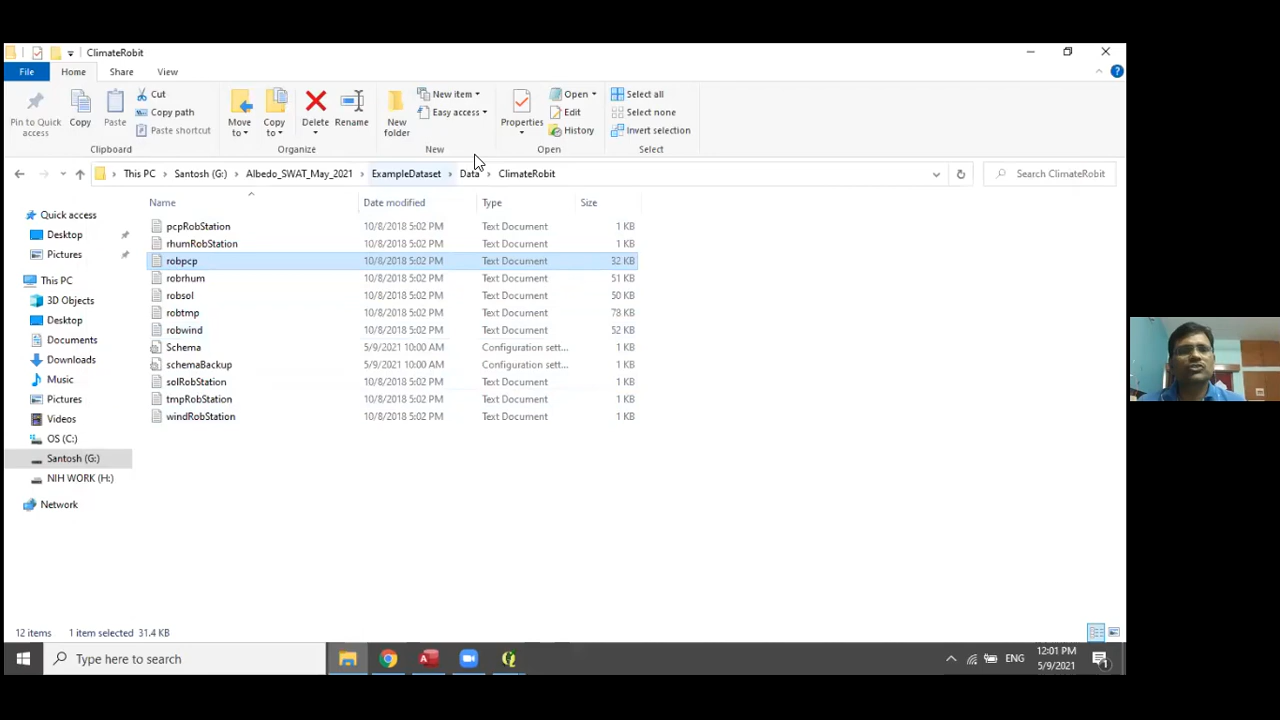 ClimateRobit
File Home Share View
Pin to Quick access
Copy
Paste
Cut
Copy path
Paste shortcut
Clipboard
Move to
Copy to
Delete
Rename
Organize
New folder
New item
Easy access
New
Properties
Open
Edit
History
Open
Select all
Select none
Invert selection
Select
This PC › Santosh (G:) › Albedo_SWAT_May_2021 › ExampleDataset › Data › ClimateRobit
Search ClimateRobit
Name Date modified Type Size
pcpRobStation 10/8/2018 5:02 PM Text Document 1 KB
rhumRobStation 10/8/2018 5:02 PM Text Document 1 KB
robpcp 10/8/2018 5:02 PM Text Document 32 KB
robrhum 10/8/2018 5:02 PM Text Document 51 KB
robsol 10/8/2018 5:02 PM Text Document 50 KB
robtmp 10/8/2018 5:02 PM Text Document 78 KB
robwind 10/8/2018 5:02 PM Text Document 52 KB
Schema 5/9/2021 10:00 AM Configuration sett... 1 KB
schemaBackup 5/9/2021 10:00 AM Configuration sett... 1 KB
solRobStation 10/8/2018 5:02 PM Text Document 1 KB
tmpRobStation 10/8/2018 5:02 PM Text Document 1 KB
windRobStation 10/8/2018 5:02 PM Text Document 1 KB
Quick access
Desktop
Pictures
This PC
3D Objects
Desktop
Documents
Downloads
Music
Pictures
Videos
OS (C:)
Santosh (G:)
NIH WORK (H:)
Network
12 items 1 item selected 31.4 KB
Type here to search
ENG
12:01 PM
5/9/2021